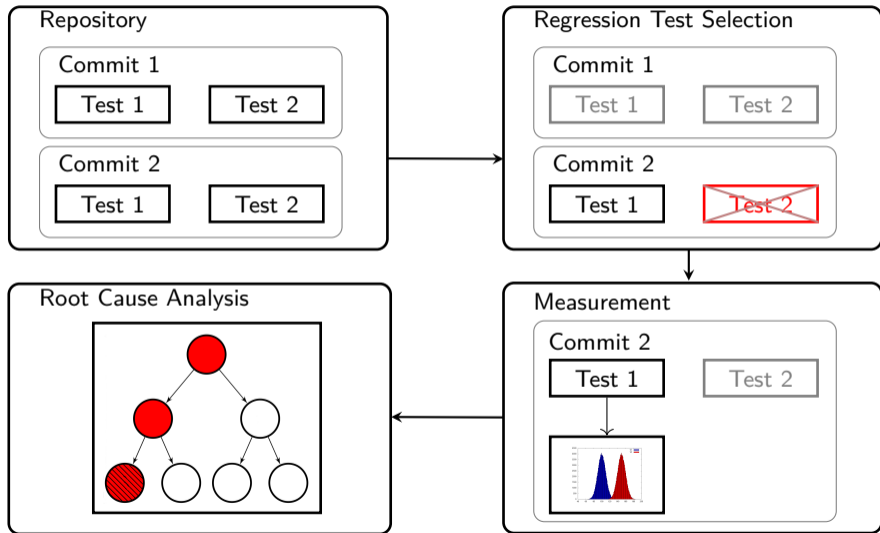 Repository
Commit 1
Test 1
Test 2
Commit 2
Test 1
Test 2
Regression Test Selection
Commit 1
Test 1
Test 2
Commit 2
Test 1
Test 2
Root Cause Analysis
Measurement
Commit 2
Test 1
Test 2